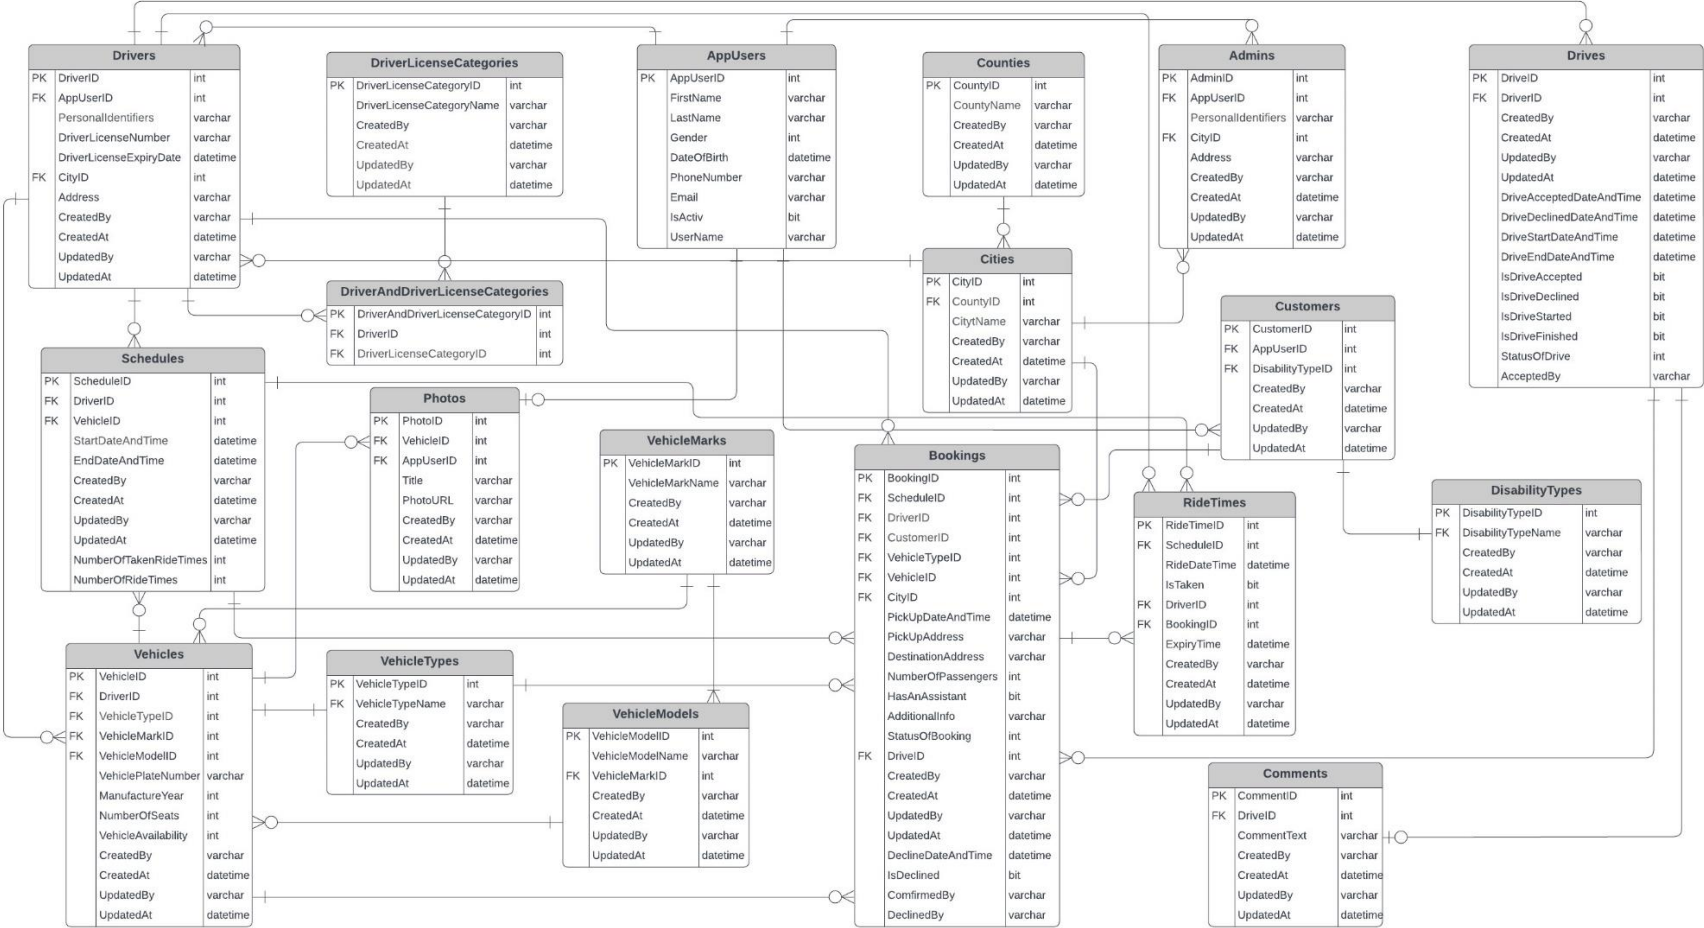 Drivers
PK DriverID int
FK AppUserID int
PersonalIdentifiers varchar
DriverLicenseNumber varchar
DriverLicenseExpiryDate datetime
FK CityID int
Address varchar
CreatedBy varchar
CreatedAt datetime
UpdatedBy varchar
UpdatedAt datetime
DriverLicenseCategories
PK DriverLicenseCategoryID int
DriverLicenseCategoryName varchar
CreatedBy varchar
CreatedAt datetime
UpdatedBy varchar
UpdatedAt datetime
AppUsers
PK AppUserID int
FirstName varchar
LastName varchar
Gender int
DateOfBirth datetime
PhoneNumber varchar
Email varchar
IsActiv bit
UserName varchar
Counties
PK CountyID int
CountyName varchar
CreatedBy varchar
CreatedAt datetime
UpdatedBy varchar
UpdatedAt datetime
Admins
PK AdminID int
FK AppUserID int
PersonalIdentifiers varchar
FK CityID int
Address varchar
CreatedBy varchar
CreatedAt datetime
UpdatedBy varchar
UpdatedAt datetime
Drives
PK DriveID int
FK DriverID int
CreatedBy varchar
CreatedAt datetime
UpdatedBy varchar
UpdatedAt datetime
DriveAcceptedDateAndTime datetime
DriveDeclinedDateAndTime datetime
DriveStartDateAndTime datetime
DriveEndDateAndTime datetime
IsDriveAccepted bit
IsDriveDeclined bit
IsDriveStarted bit
IsDriveFinished bit
StatusOfDrive int
AcceptedBy varchar
DriverAndDriverLicenseCategories
PK DriverAndDriverLicenseCategoryID int
FK DriverID int
FK DriverLicenseCategoryID int
Cities
PK CityID int
FK CountyID int
CitytName varchar
CreatedBy varchar
CreatedAt datetime
UpdatedBy varchar
UpdatedAt datetime
Customers
PK CustomerID int
FK AppUserID int
FK DisabilityTypeID int
CreatedBy varchar
CreatedAt datetime
UpdatedBy varchar
UpdatedAt datetime
Schedules
PK ScheduleID int
FK DriverID int
FK VehicleID int
StartDateAndTime datetime
EndDateAndTime datetime
CreatedBy varchar
CreatedAt datetime
UpdatedBy varchar
UpdatedAt datetime
NumberOfTakenRideTimes int
NumberOfRideTimes int
Photos
PK PhotoID int
FK VehicleID int
FK AppUserID int
Title varchar
PhotoURL varchar
CreatedBy varchar
CreatedAt datetime
UpdatedBy varchar
UpdatedAt datetime
VehicleMarks
PK VehicleMarkID int
VehicleMarkName varchar
CreatedBy varchar
CreatedAt datetime
UpdatedBy varchar
UpdatedAt datetime
Bookings
PK BookingID int
FK ScheduleID int
FK DriverID int
FK CustomerID int
FK VehicleTypeID int
FK VehicleID int
FK CityID int
PickUpDateAndTime datetime
PickUpAddress varchar
DestinationAddress varchar
NumberOfPassengers int
HasAnAssistant bit
AdditionalInfo varchar
StatusOfBooking int
FK DriveID int
CreatedBy varchar
CreatedAt datetime
UpdatedBy varchar
UpdatedAt datetime
DeclineDateAndTime datetime
IsDeclined bit
ComfirmedBy varchar
DeclinedBy varchar
RideTimes
PK RideTimeID int
FK ScheduleID int
RideDateTime datetime
IsTaken bit
FK DriverID int
FK BookingID int
ExpiryTime datetime
CreatedBy varchar
CreatedAt datetime
UpdatedBy varchar
UpdatedAt datetime
DisabilityTypes
PK DisabilityTypeID int
FK DisabilityTypeName varchar
CreatedBy varchar
CreatedAt datetime
UpdatedBy varchar
UpdatedAt datetime
Vehicles
PK VehicleID int
FK DriverID int
FK VehicleTypeID int
FK VehicleMarkID int
FK VehicleModelID int
VehiclePlateNumber varchar
ManufactureYear int
NumberOfSeats int
VehicleAvailability int
CreatedBy varchar
CreatedAt datetime
UpdatedBy varchar
UpdatedAt datetime
VehicleTypes
PK VehicleTypeID int
FK VehicleTypeName varchar
CreatedBy varchar
CreatedAt datetime
UpdatedBy varchar
UpdatedAt datetime
VehicleModels
PK VehicleModelID int
VehicleModelName varchar
FK VehicleMarkID int
CreatedBy varchar
CreatedAt datetime
UpdatedBy varchar
UpdatedAt datetime
Comments
PK CommentID int
FK DriveID int
CommentText varchar
CreatedBy varchar
CreatedAt datetime
UpdatedBy varchar
UpdatedAt datetime